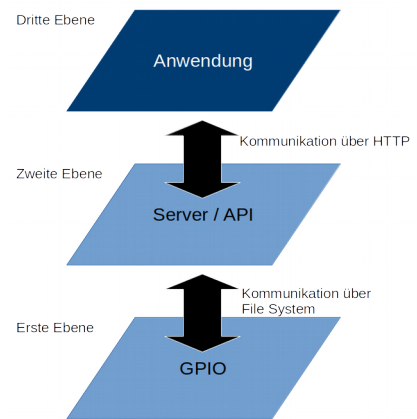 Dritte Ebene
Anwendung
Kommunikation über HTTP
Zweite Ebene
Server / API
Kommunikation über
File System
Erste Ebene
GPIO